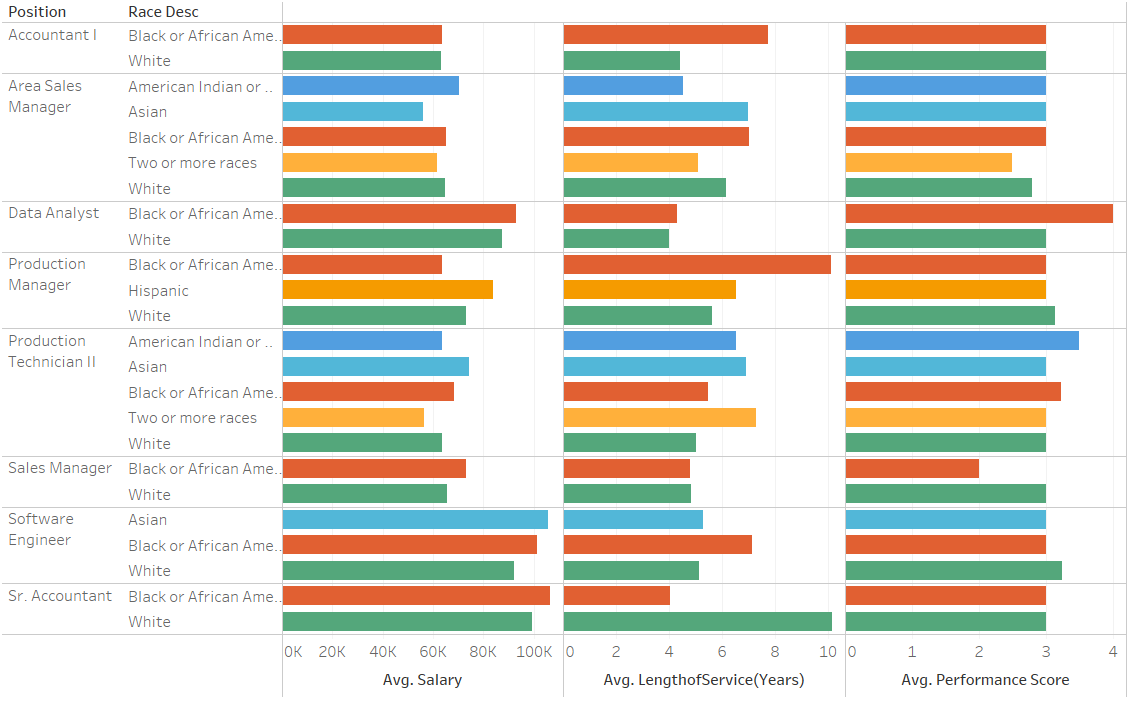 Position Race Desc
Accountant I Black or African Ame..
White
Area Sales American Indian or ..
Manager Asian
Black or African Ame..
Two or more races
White
Data Analyst Black or African Ame..
White
Production Black or African Ame..
Manager Hispanic
White
Production American Indian or ..
Technician II Asian
Black or African Ame..
Two or more races
White
Sales Manager Black or African Ame..
White
Software Asian
Engineer Black or African Ame..
White
Sr. Accountant Black or African Ame..
White
0K 20K 40K 60K 80K 100K 0 2 4 6 8 10 0 1 2 3 4
Avg. Salary Avg. LengthofService(Years) Avg. Performance Score